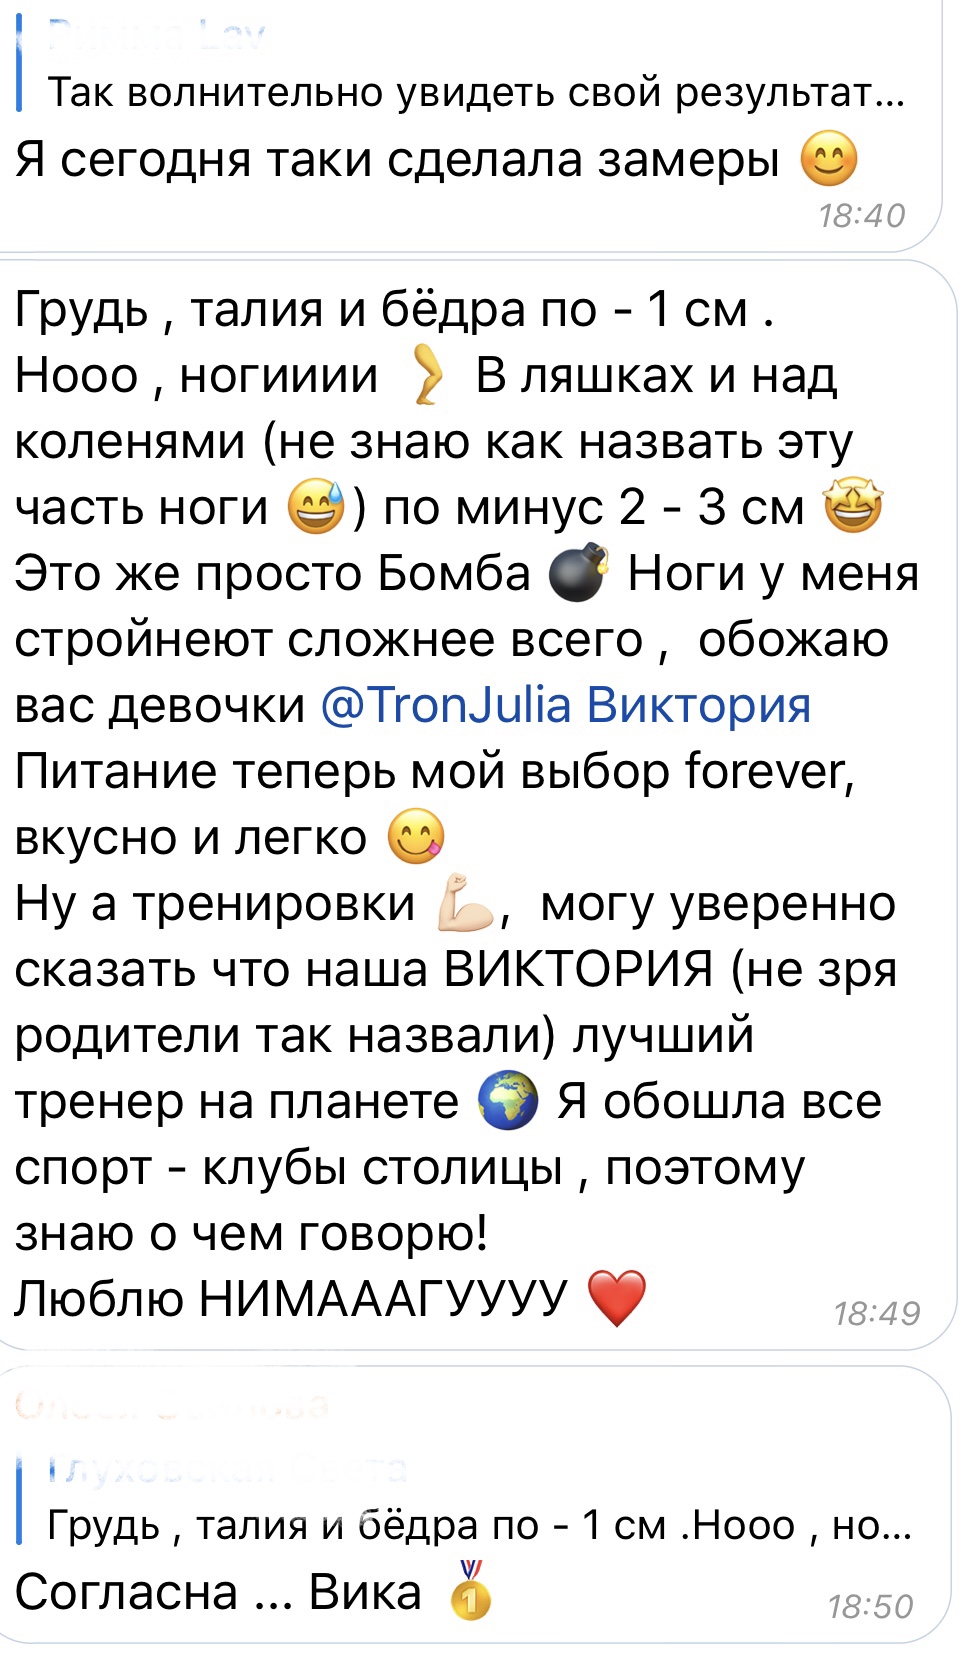 Так волнительно увидеть свой результат...
Я сегодня таки сделала замеры 😊
18:40
Грудь , талия и бёдра по - 1 см .
Нооо , ногииии 🦵 В ляшках и над
коленями (не знаю как назвать эту
часть ноги 😅) по минус 2 - 3 см 🤩
Это же просто Бомба 💣 Ноги у меня
стройнеют сложнее всего , обожаю
вас девочки @TronJulia Виктория
Питание теперь мой выбор forever,
вкусно и легко 😋
Ну а тренировки 💪🏻, могу уверенно
сказать что наша ВИКТОРИЯ (не зря
родители так назвали) лучший
тренер на планете 🌍 Я обошла все
спорт - клубы столицы , поэтому
знаю о чем говорю!
Люблю НИМАААГУУУУ ❤️
18:49
Грудь , талия и бёдра по - 1 см .Нооо , но...
Согласна ... Вика 🥇
18:50